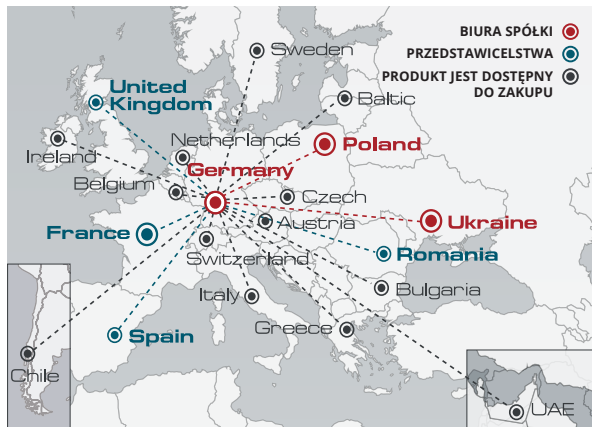 BIURA SPÓŁKI
PRZEDSTAWICELSTWA
PRODUKT JEST DOSTĘPNY
DO ZAKUPU
Sweden
United
Kingdom
Baltic
Ireland
Netherlands
Poland
Germany
Belgium
Czech
Austria
Ukraine
France
Switzerland
Romania
Italy
Bulgaria
Spain
Greece
Chile
UAE